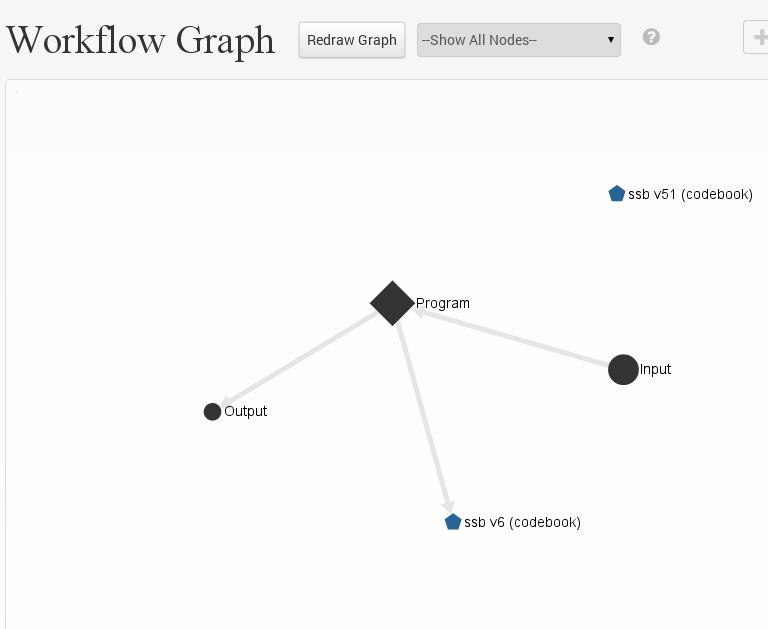 Workflow Graph
Redraw Graph
--Show All Nodes--
ssb v51 (codebook)
Program
Input
Output
ssb v6 (codebook)